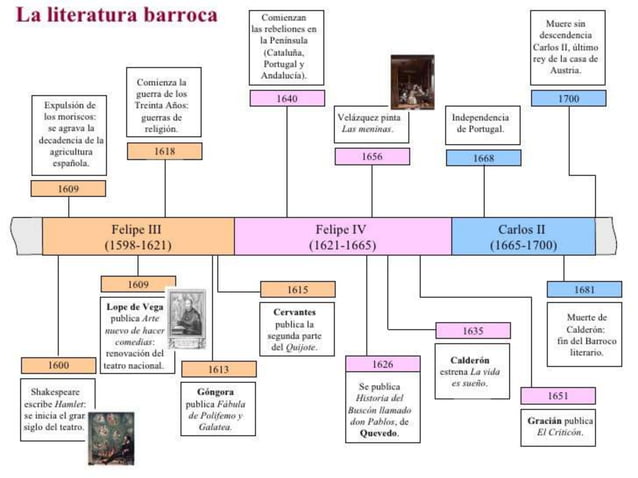 La literatura barroca
Comienzan
las rebeliones en
la Península
(Cataluña,
Portugal y
Andalucía).
1640
Muere sin
descendencia
Carlos II, último
rey de la casa de
Austria.
1700
Comienza la
guerra de los
Treinta Años:
guerras de
religión.
1618
Expulsión de
los moriscos:
se agrava la
decadencia de la
agricultura
española.
1609
Velázquez pinta
Las meninas.
1656
Independencia
de Portugal.
1668
Felipe III
(1598-1621)
Felipe IV
(1621-1665)
Carlos II
(1665-1700)
1609
Lope de Vega
publica Arte
nuevo de hacer
comedias:
renovación del
teatro nacional.
1615
Cervantes
publica la
segunda parte
del Quijote.
1681
Muerte de
Calderón:
fin del Barroco
literario.
1635
Calderón
estrena La vida
es sueño.
1600
Shakespeare
escribe Hamlet:
se inicia el gran
siglo del teatro.
1613
Góngora
publica Fábula
de Polifemo y
Galatea.
1626
Se publica
Historia del
Buscón llamado
don Pablos, de
Quevedo.
1651
Gracián publica
El Criticón.